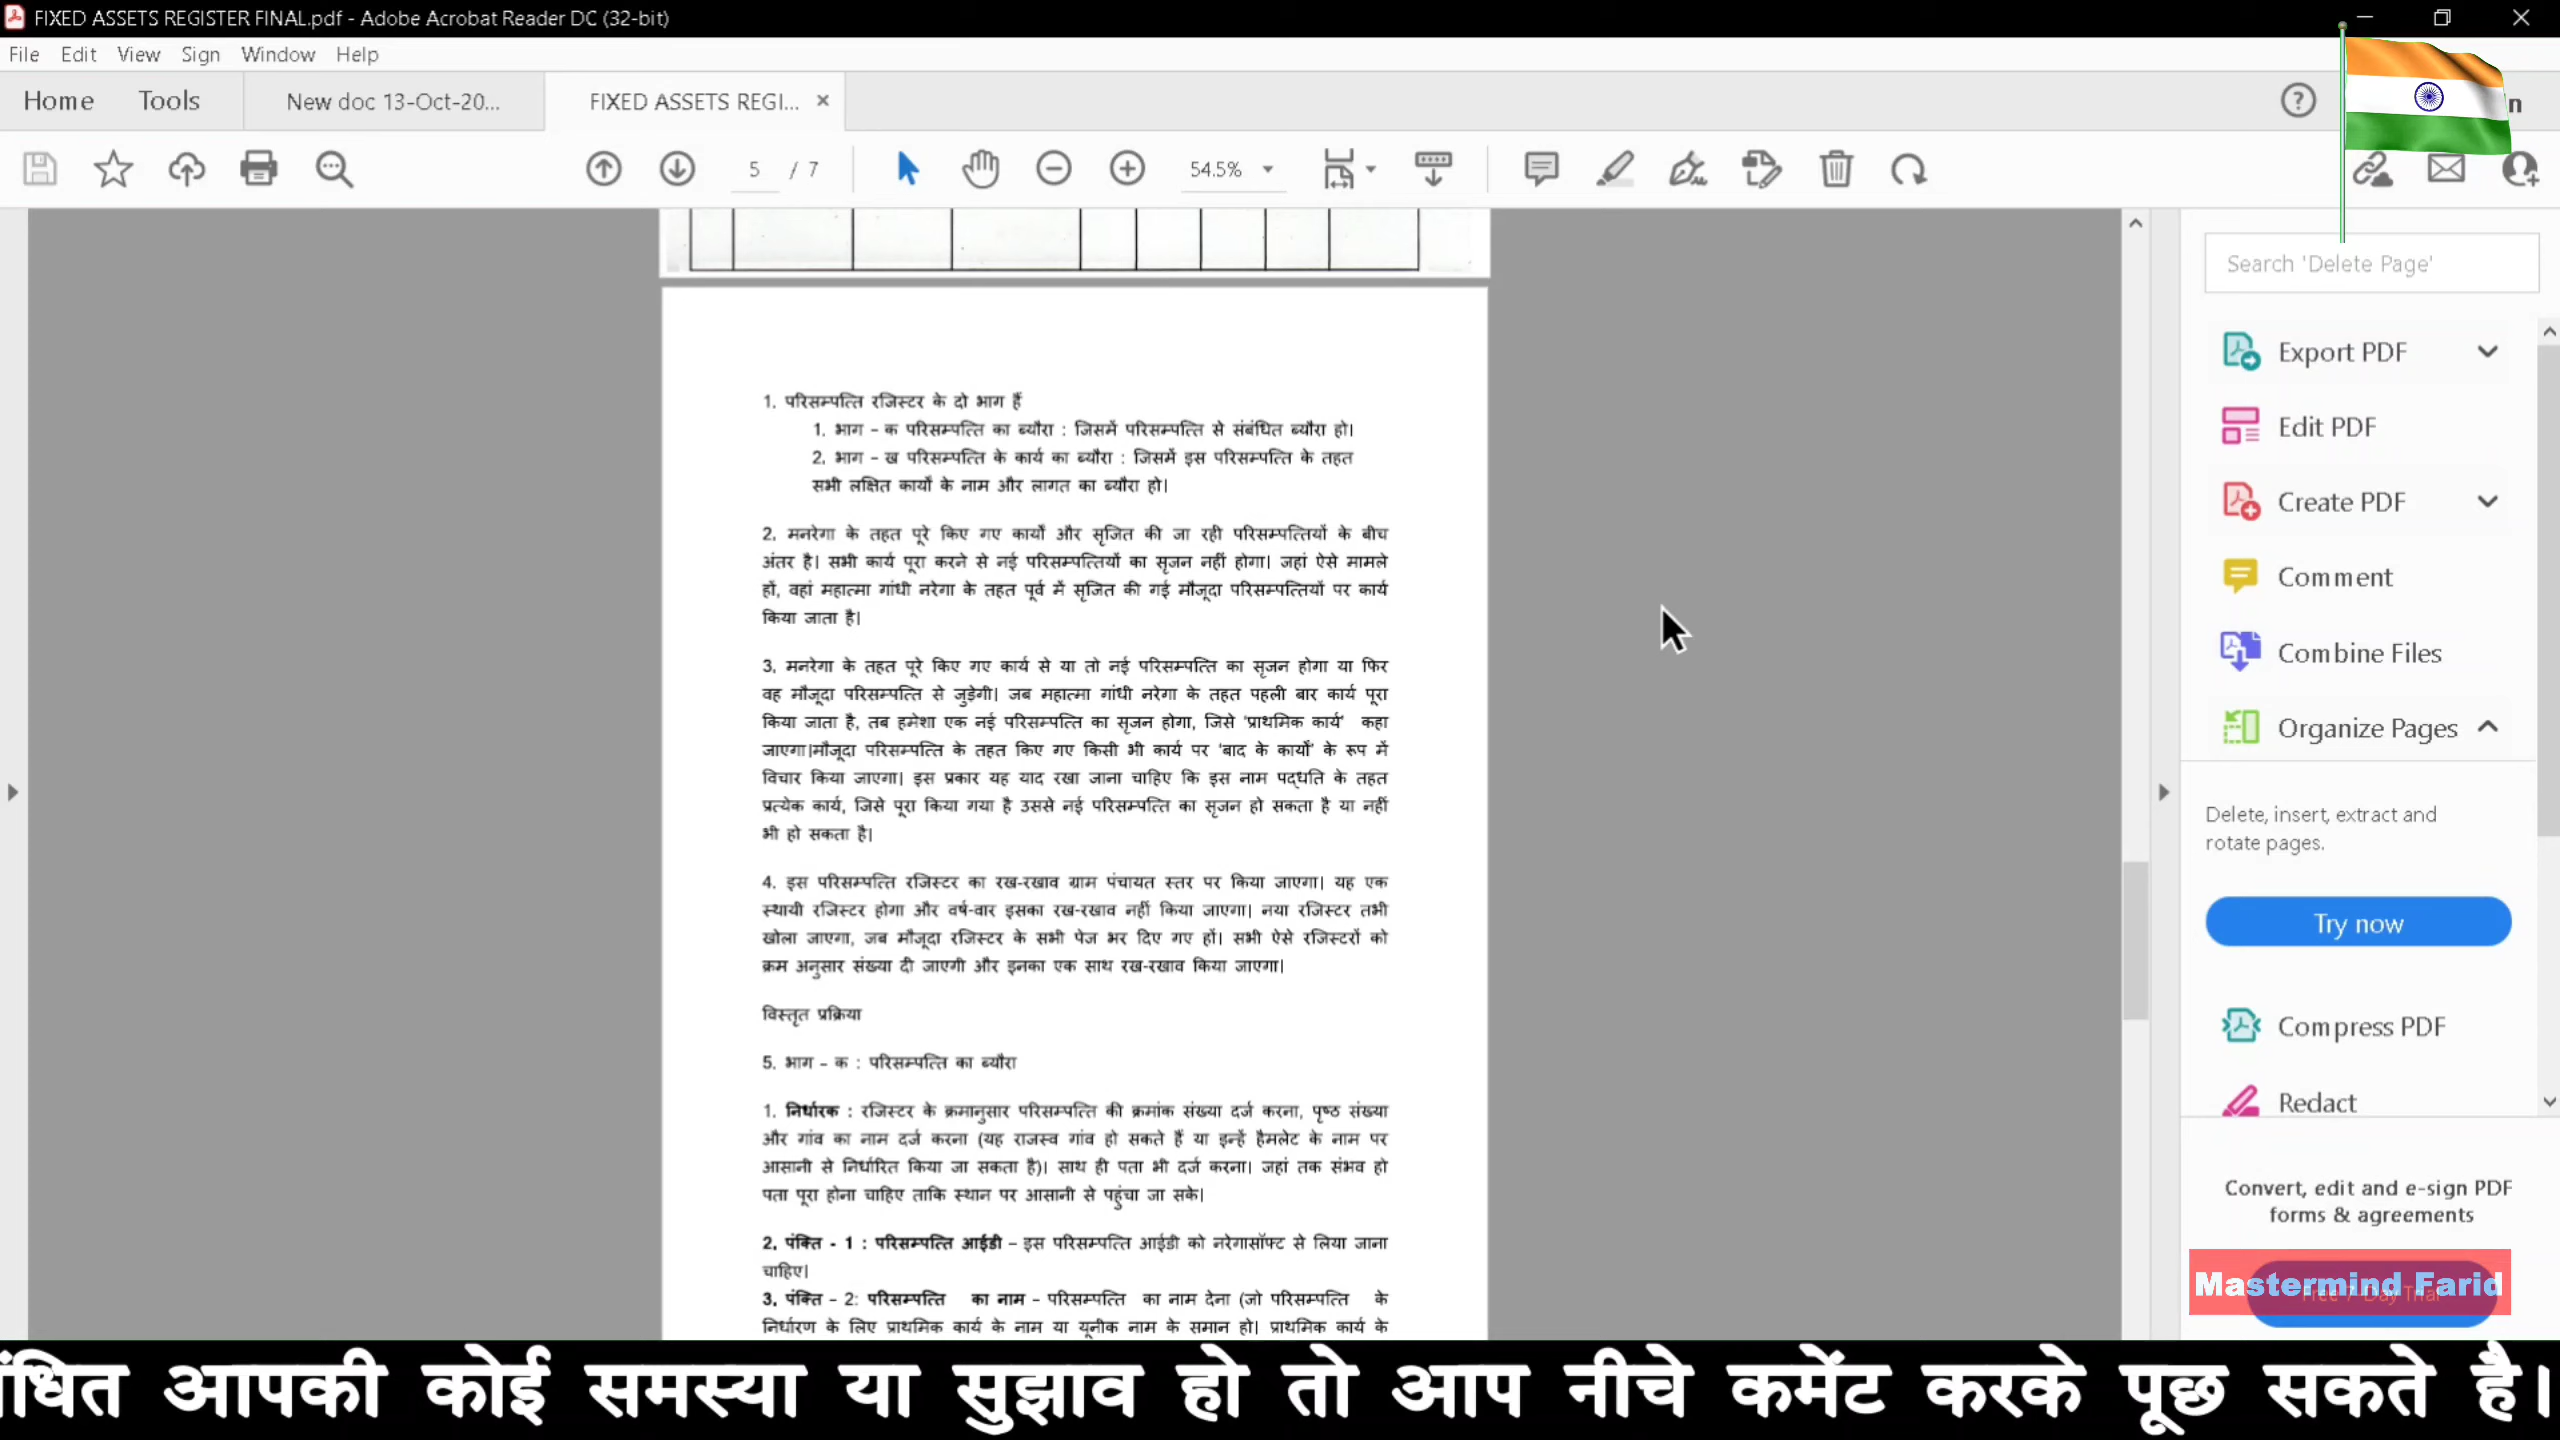 FIXED ASSETS REGISTER FINAL.pdf - Adobe Acrobat Reader DC (32-bit)
File Edit View Sign Window Help
Home Tools New doc 13-Oct-20... FIXED ASSETS REGI...
5 / 7 54.5%
Search 'Delete Page'
Export PDF
Edit PDF
Create PDF
Comment
Combine Files
Organize Pages
Delete, insert, extract and
rotate pages.
Try now
Compress PDF
Redact
Convert, edit and e-sign PDF
forms & agreements
Free 7-Day Trial
Mastermind Farid
1. परिसम्पत्ति रजिस्टर के दो भाग हैं
1. भाग – क परिसम्पत्ति का ब्यौरा : जिसमें परिसम्पत्ति से संबंधित ब्यौरा हो।
2. भाग – ख परिसम्पत्ति के कार्य का ब्यौरा : जिसमें इस परिसम्पत्ति के तहत
सभी लक्षित कार्यों के नाम और लागत का ब्यौरा हो।
2. मनरेगा के तहत पूरे किए गए कार्यों और सृजित की जा रही परिसम्पत्तियों के बीच
अंतर है। सभी कार्य पूरा करने से नई परिसम्पत्तियों का सृजन नहीं होगा। जहां ऐसे मामले
हों, वहां महात्मा गांधी नरेगा के तहत पूर्व में सृजित की गई मौजूदा परिसम्पत्तियों पर कार्य
किया जाता है।
3. मनरेगा के तहत पूरे किए गए कार्य से या तो नई परिसम्पत्ति का सृजन होगा या फिर
वह मौजूदा परिसम्पत्ति से जुड़ेगी। जब महात्मा गांधी नरेगा के तहत पहली बार कार्य पूरा
किया जाता है, तब हमेशा एक नई परिसम्पत्ति का सृजन होगा, जिसे 'प्राथमिक कार्य' कहा
जाएगा।मौजूदा परिसम्पत्ति के तहत किए गए किसी भी कार्य पर 'बाद के कार्यों' के रूप में
विचार किया जाएगा। इस प्रकार यह याद रखा जाना चाहिए कि इस नाम पद्धति के तहत
प्रत्येक कार्य, जिसे पूरा किया गया है उससे नई परिसम्पत्ति का सृजन हो सकता है या नहीं
भी हो सकता है।
4. इस परिसम्पत्ति रजिस्टर का रख-रखाव ग्राम पंचायत स्तर पर किया जाएगा। यह एक
स्थायी रजिस्टर होगा और वर्ष-वार इसका रख-रखाव नहीं किया जाएगा। नया रजिस्टर तभी
खोला जाएगा, जब मौजूदा रजिस्टर के सभी पेज भर दिए गए हों। सभी ऐसे रजिस्टरों को
क्रम अनुसार संख्या दी जाएगी और इनका एक साथ रख-रखाव किया जाएगा।
विस्तृत प्रक्रिया
5. भाग – क : परिसम्पत्ति का ब्यौरा
1. निर्धारक : रजिस्टर के क्रमानुसार परिसम्पत्ति की क्रमांक संख्या दर्ज करना, पृष्ठ संख्या
और गांव का नाम दर्ज करना (यह राजस्व गांव हो सकते हैं या इन्हें हैमलेट के नाम पर
आसानी से निर्धारित किया जा सकता है)। साथ ही पता भी दर्ज करना। जहां तक संभव हो
पता पूरा होना चाहिए ताकि स्थान पर आसानी से पहुंचा जा सके।
2. पंक्ति - 1 : परिसम्पत्ति आईडी – इस परिसम्पत्ति आईडी को नरेगासॉफ्ट से लिया जाना
चाहिए।
3. पंक्ति – 2: परिसम्पत्ति का नाम – परिसम्पत्ति का नाम देना (जो परिसम्पत्ति के
निर्धारण के लिए प्राथमिक कार्य के नाम या यूनीक नाम के समान हो। प्राथमिक कार्य के
ंधित आपकी कोई समस्या या सुझाव हो तो आप नीचे कमेंट करके पूछ सकते है।